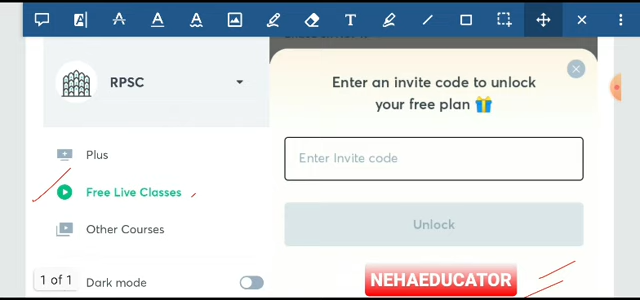 RPSC
Plus
Free Live Classes
Other Courses
1 of 1
Dark mode
Enter an invite code to unlock
your free plan
Enter Invite code
Unlock
NEHAEDUCATOR